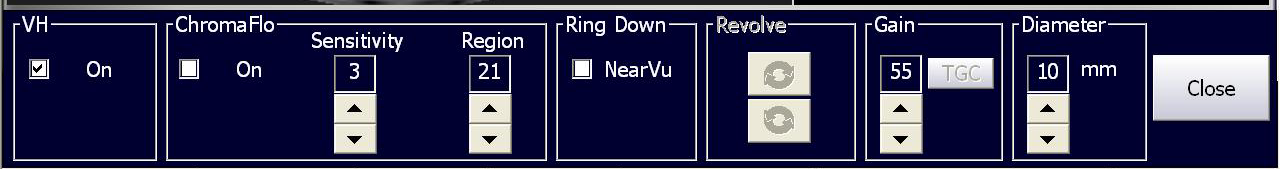 VH
On
ChromaFlo
On
Sensitivity
3
Region
21
Ring Down
NearVu
Revolve
Gain
55
TGC
Diameter
10 mm
Close